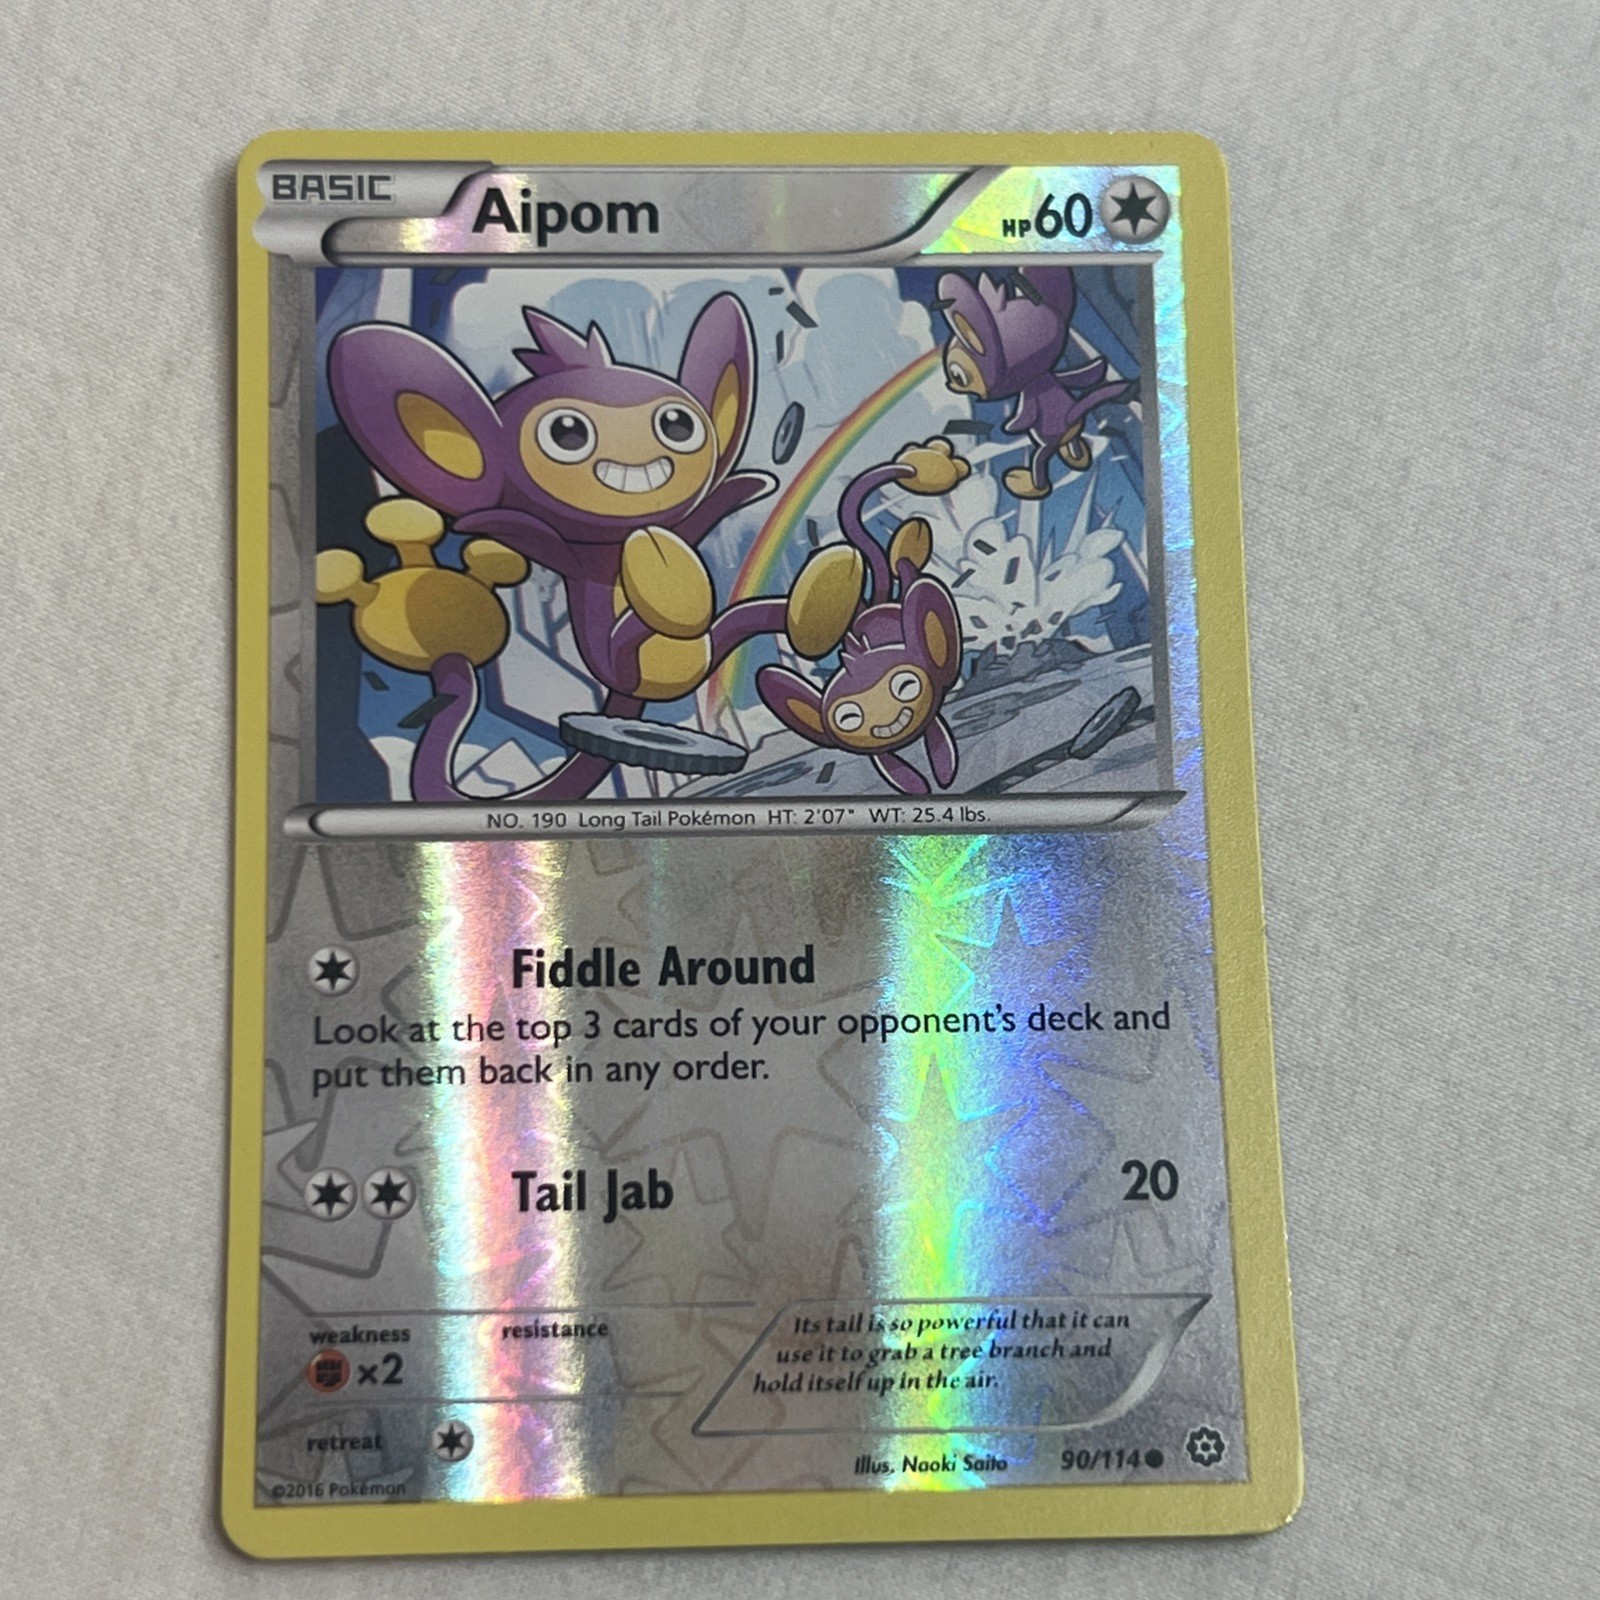 BASIC
Aipom
HP60
NO. 190 Long Tail Pokémon HT: 2'07" WT: 25.4 lbs.
Fiddle Around
Look at the top 3 cards of your opponent's deck and
put them back in any order.
Tail Jab 20
weakness resistance
×2
Its tail is so powerful that it can
use it to grab a tree branch and
hold itself up in the air.
retreat
Illus. Naoki Saito 90/114
©2016 Pokémon